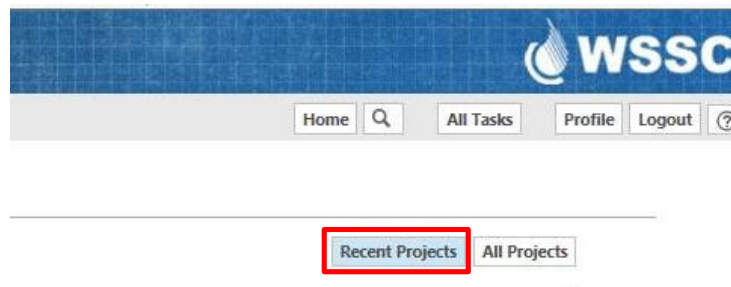 WSSC
Home All Tasks Profile Logout ?
Recent Projects All Projects